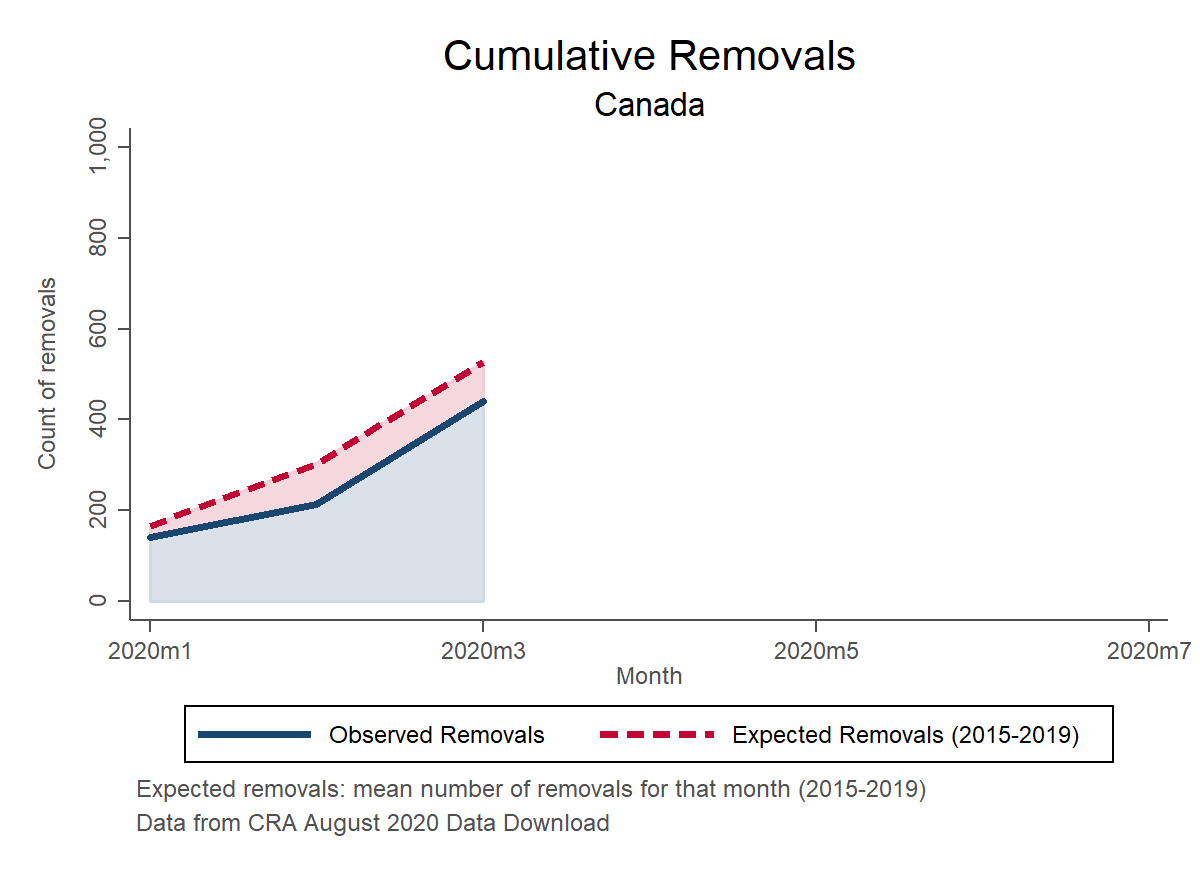 Cumulative Removals
Canada
1,000
800
600
400
200
0
Count of removals
2020m1
2020m3
2020m5
2020m7
Month
Observed Removals
Expected Removals (2015-2019)
Expected removals: mean number of removals for that month (2015-2019)
Data from CRA August 2020 Data Download